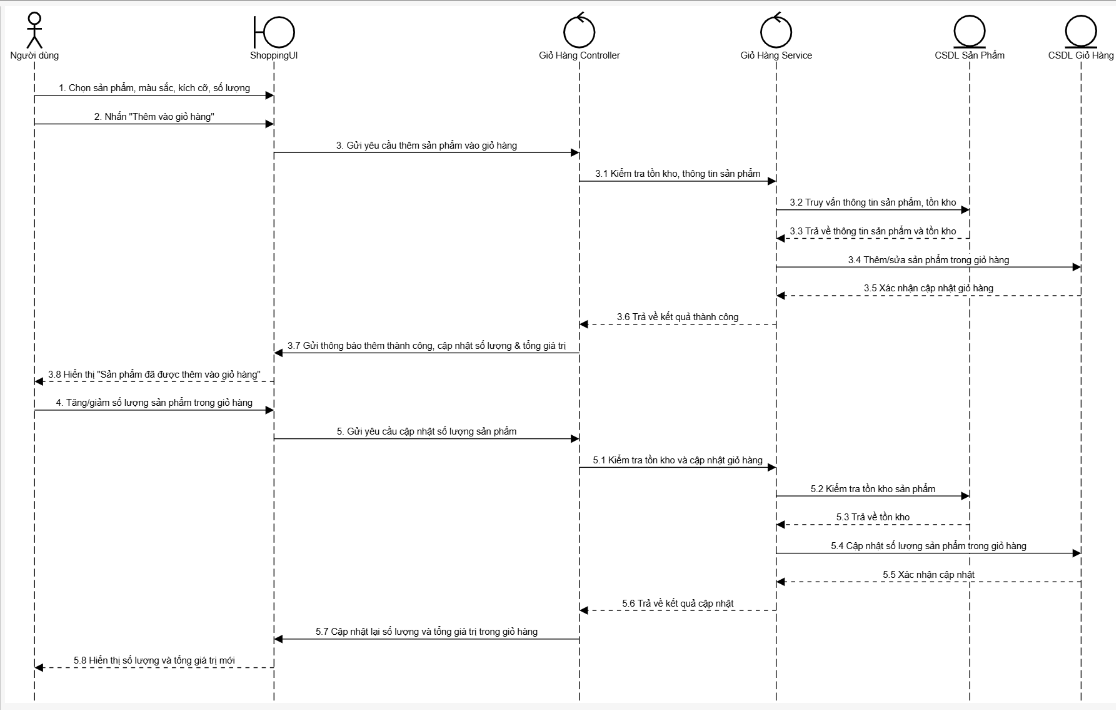 Người dùng
ShoppingUI
Giỏ Hàng Controller
Giỏ Hàng Service
CSDL Sản Phẩm
CSDL Giỏ Hàng
1. Chọn sản phẩm, màu sắc, kích cỡ, số lượng
2. Nhấn "Thêm vào giỏ hàng"
3. Gửi yêu cầu thêm sản phẩm vào giỏ hàng
3.1 Kiểm tra tồn kho, thông tin sản phẩm
3.2 Truy vấn thông tin sản phẩm, tồn kho
3.3 Trả về thông tin sản phẩm và tồn kho
3.4 Thêm/sửa sản phẩm trong giỏ hàng
3.5 Xác nhận cập nhật giỏ hàng
3.6 Trả về kết quả thành công
3.7 Gửi thông báo thêm thành công, cập nhật số lượng & tổng giá trị
3.8 Hiển thị "Sản phẩm đã được thêm vào giỏ hàng"
4. Tăng/giảm số lượng sản phẩm trong giỏ hàng
5. Gửi yêu cầu cập nhật số lượng sản phẩm
5.1 Kiểm tra tồn kho và cập nhật giỏ hàng
5.2 Kiểm tra tồn kho sản phẩm
5.3 Trả về tồn kho
5.4 Cập nhật số lượng sản phẩm trong giỏ hàng
5.5 Xác nhận cập nhật
5.6 Trả về kết quả cập nhật
5.7 Cập nhật lại số lượng và tổng giá trị trong giỏ hàng
5.8 Hiển thị số lượng và tổng giá trị mới